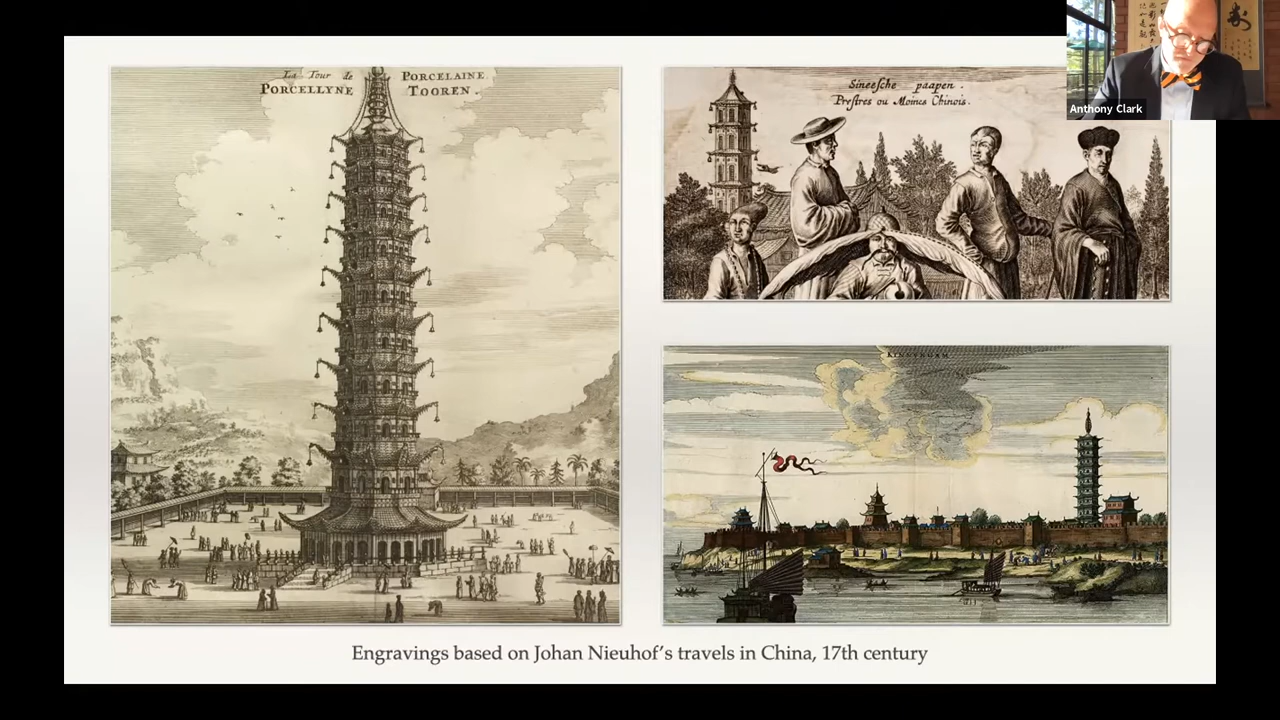 La Tour de PORCELAINE
PORCELLYNE TOOREN.
Sineesche paapen.
Prestres ou Moines Chinois.
Anthony Clark
Engravings based on Johan Nieuhof's travels in China, 17th century